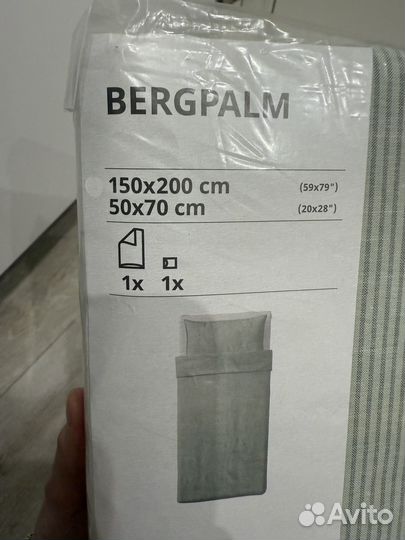 BERGPALM
150x200 cm (59x79")
50x70 cm (20x28")
1x 1x
Avito